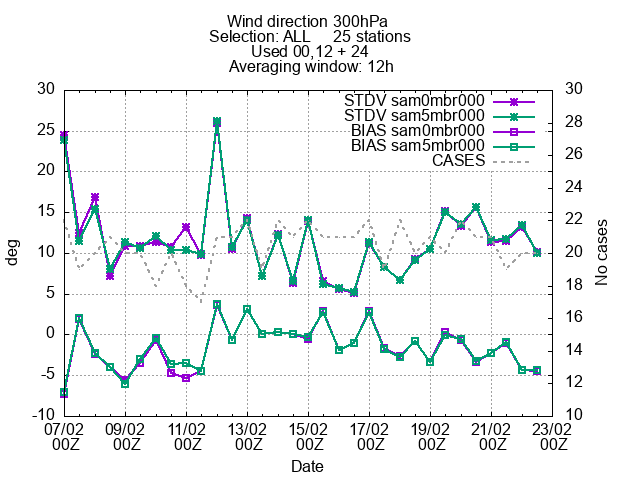 Wind direction 300hPa
Selection: ALL     25 stations
Used 00,12 + 24
Averaging window: 12h
STDV sam0mbr000
STDV sam5mbr000
BIAS sam0mbr000
BIAS sam5mbr000
CASES
30
25
20
15
10
5
0
-5
-10
deg
30
28
26
24
22
20
18
16
14
12
10
No cases
07/02 09/02 11/02 13/02 15/02 17/02 19/02 21/02 23/02
00Z 00Z 00Z 00Z 00Z 00Z 00Z 00Z 00Z
Date